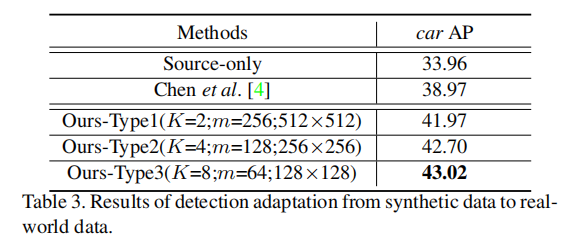 Methods car AP
Source-only 33.96
Chen et al. [4] 38.97
Ours-Type1(K=2;m=256;512×512) 41.97
Ours-Type2(K=4;m=128;256×256) 42.70
Ours-Type3(K=8;m=64;128×128) 43.02
Table 3. Results of detection adaptation from synthetic data to real-
world data.